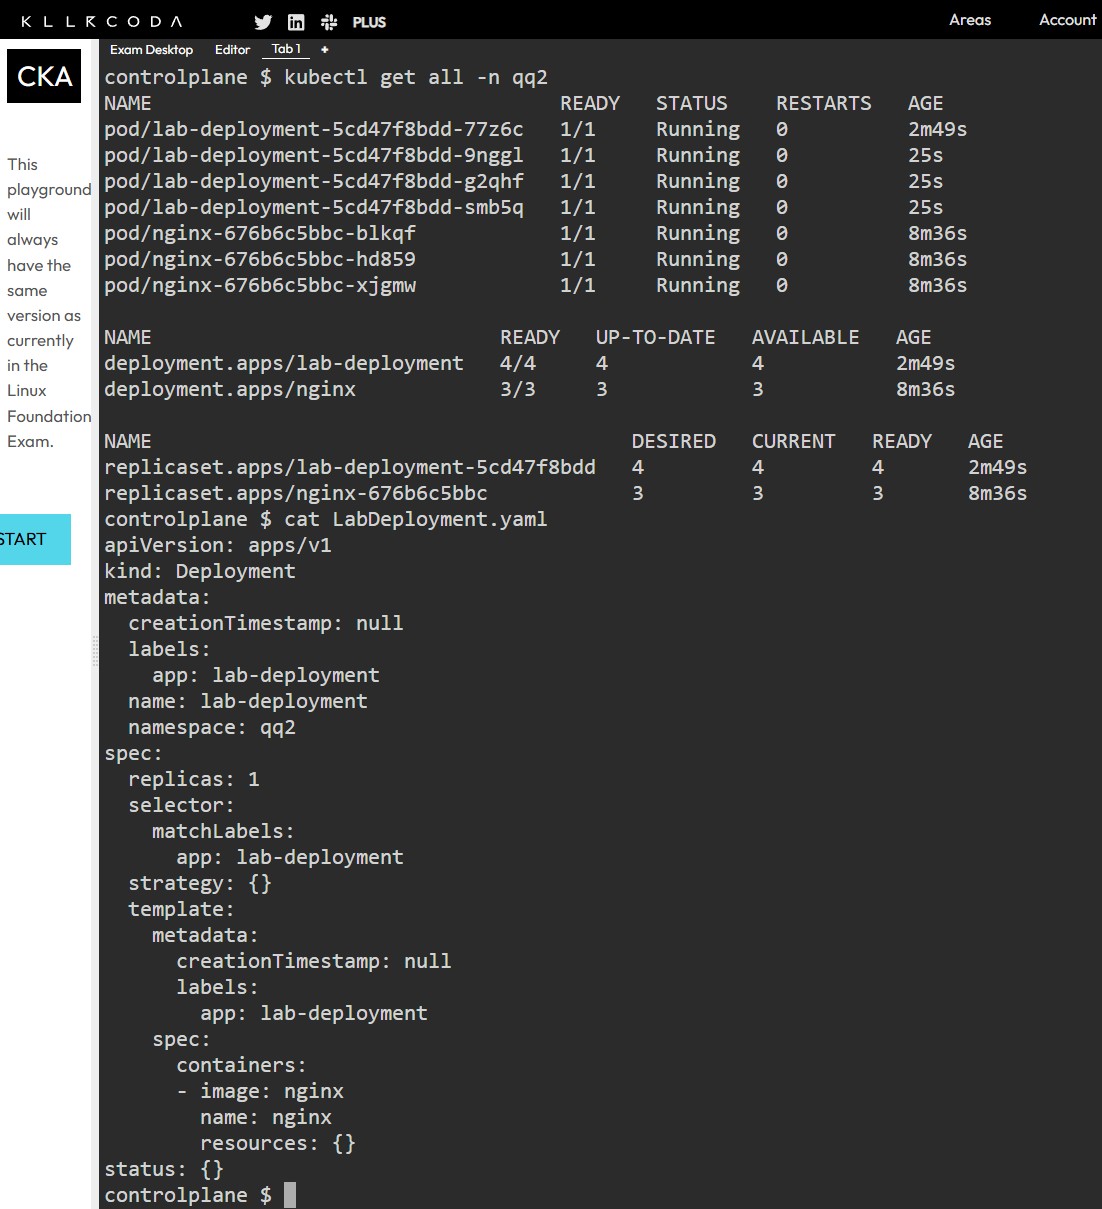 KLLRCODA PLUS Areas Account
Exam Desktop Editor Tab 1 +
CKA
This
playground
will
always
have the
same
version as
currently
in the
Linux
Foundation
Exam.
START
controlplane $ kubectl get all -n qq2
NAME READY STATUS RESTARTS AGE
pod/lab-deployment-5cd47f8bdd-77z6c 1/1 Running 0 2m49s
pod/lab-deployment-5cd47f8bdd-9nggl 1/1 Running 0 25s
pod/lab-deployment-5cd47f8bdd-g2qhf 1/1 Running 0 25s
pod/lab-deployment-5cd47f8bdd-smb5q 1/1 Running 0 25s
pod/nginx-676b6c5bbc-blkqf 1/1 Running 0 8m36s
pod/nginx-676b6c5bbc-hd859 1/1 Running 0 8m36s
pod/nginx-676b6c5bbc-xjgmw 1/1 Running 0 8m36s
NAME READY UP-TO-DATE AVAILABLE AGE
deployment.apps/lab-deployment 4/4 4 4 2m49s
deployment.apps/nginx 3/3 3 3 8m36s
NAME DESIRED CURRENT READY AGE
replicaset.apps/lab-deployment-5cd47f8bdd 4 4 4 2m49s
replicaset.apps/nginx-676b6c5bbc 3 3 3 8m36s
controlplane $ cat LabDeployment.yaml
apiVersion: apps/v1
kind: Deployment
metadata:
  creationTimestamp: null
  labels:
    app: lab-deployment
  name: lab-deployment
  namespace: qq2
spec:
  replicas: 1
  selector:
    matchLabels:
      app: lab-deployment
  strategy: {}
  template:
    metadata:
      creationTimestamp: null
      labels:
        app: lab-deployment
    spec:
      containers:
      - image: nginx
        name: nginx
        resources: {}
status: {}
controlplane $